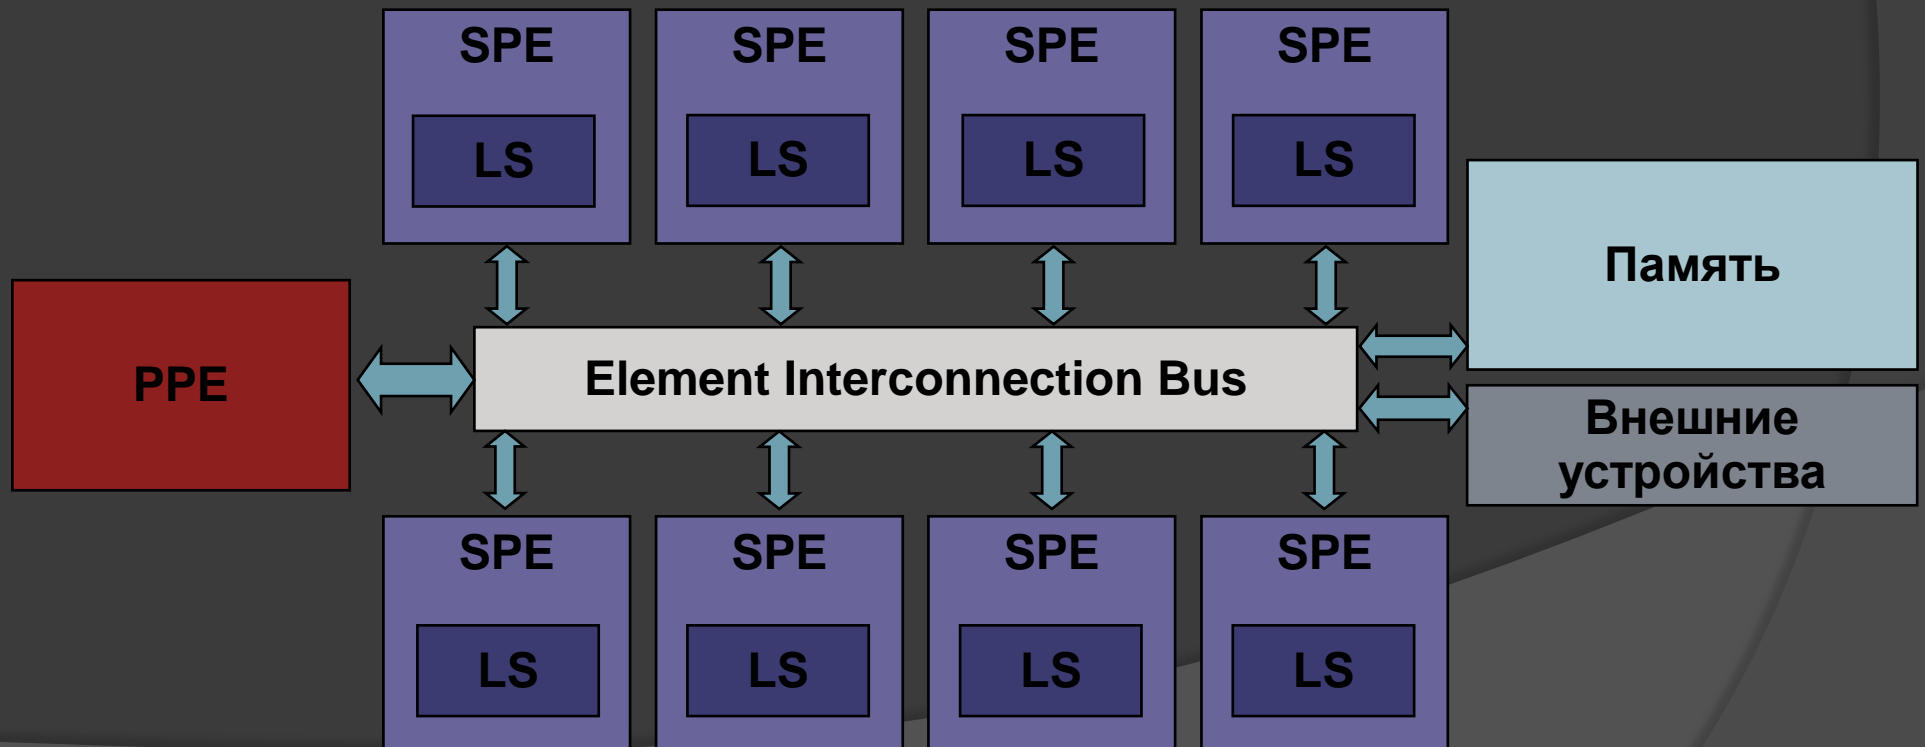 SPE
SPE
SPE
SPE
LS
LS
LS
LS
Память
PPE
Element Interconnection Bus
Внешние
устройства
SPE
SPE
SPE
SPE
LS
LS
LS
LS